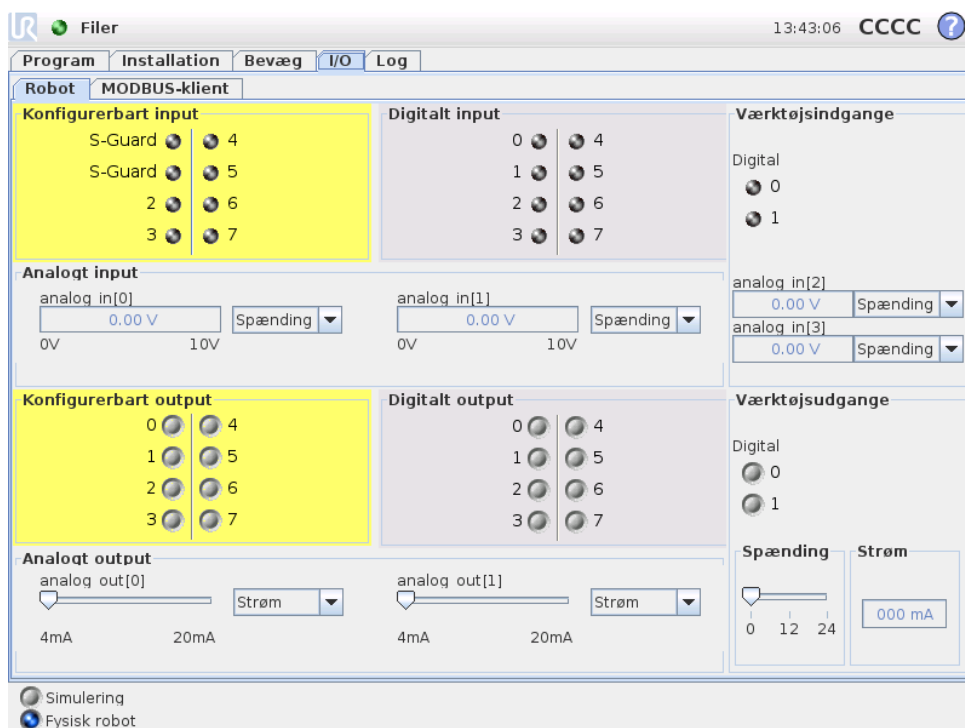 UR Filer 13:43:06 CCCC ?
Program Installation Bevæg I/O Log
Robot MODBUS-klient
Konfigurerbart input
S-Guard 4
S-Guard 5
2 6
3 7
Digitalt input
0 4
1 5
2 6
3 7
Værktøjsindgange
Digital
0
1
analog in[2]
0.00 V Spænding
analog in[3]
0.00 V Spænding
Analogt input
analog in[0]
0.00 V Spænding
0V 10V
analog in[1]
0.00 V Spænding
0V 10V
Konfigurerbart output
0 4
1 5
2 6
3 7
Digitalt output
0 4
1 5
2 6
3 7
Værktøjsudgange
Digital
0
1
Spænding
0 12 24
Strøm
000 mA
Analogt output
analog out[0]
Strøm
4mA 20mA
analog out[1]
Strøm
4mA 20mA
Simulering
Fysisk robot